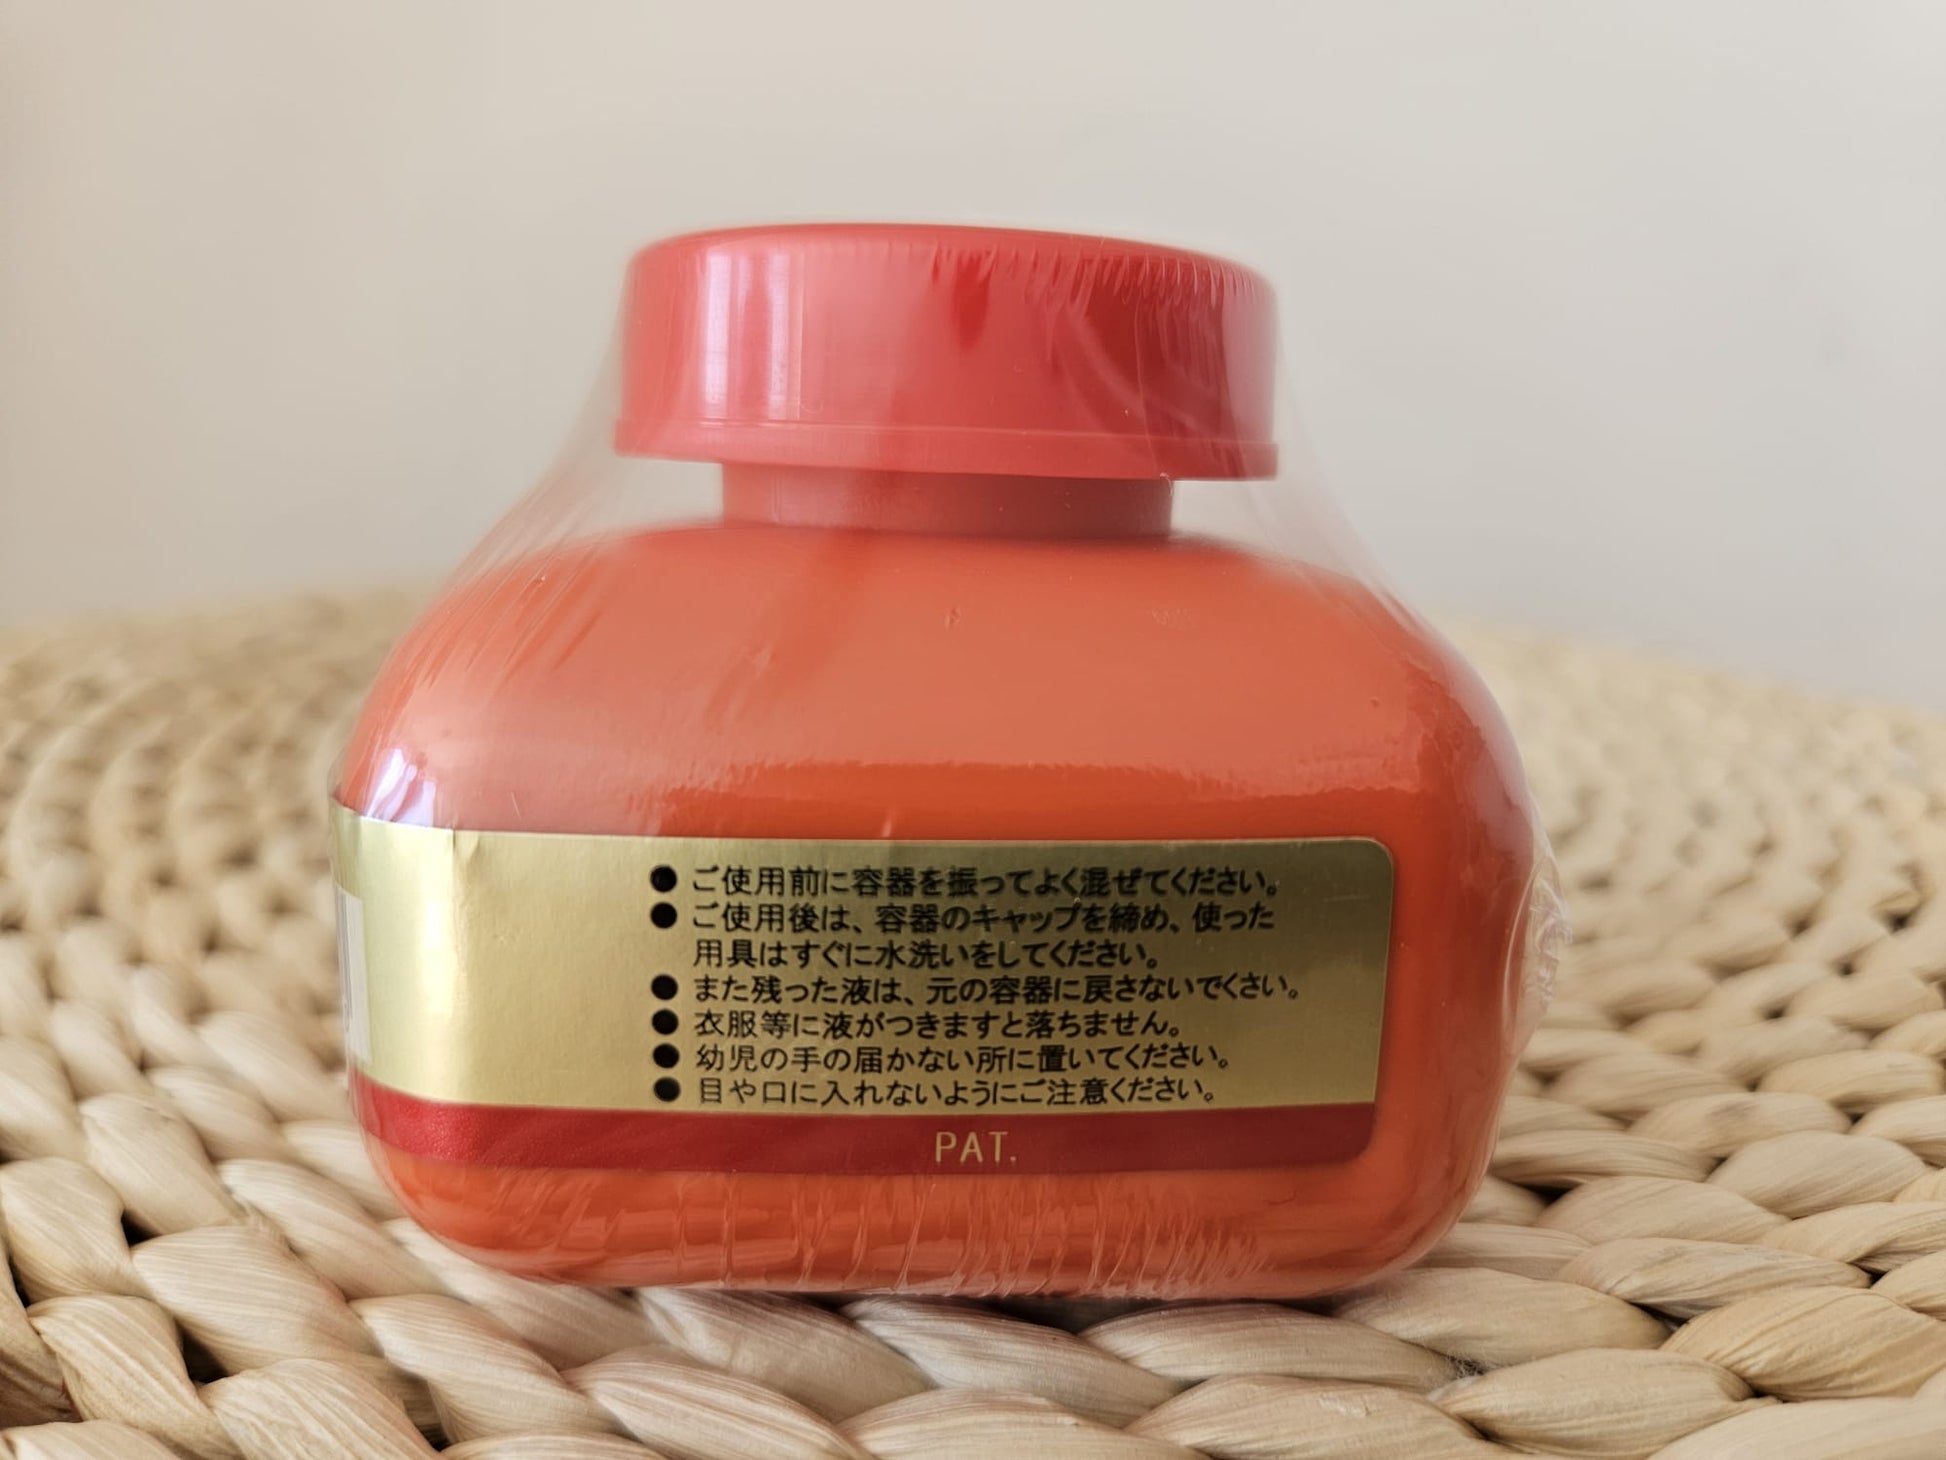 ● ご使用前に容器を振ってよく混ぜてください。
● ご使用後は、容器のキャップを締め、使った
用具はすぐに水洗いをしてください。
● また残った液は、元の容器に戻さないでくさい。
● 衣服等に液がつきますと落ちません。
● 幼児の手の届かない所に置いてください。
● 目や口に入れないようにご注意ください。
PAT.